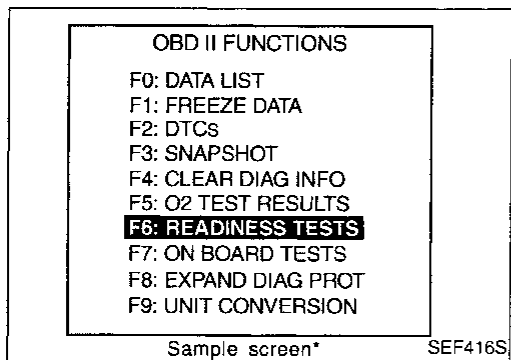 OBD II FUNCTIONS
F0: DATA LIST
F1: FREEZE DATA
F2: DTCs
F3: SNAPSHOT
F4: CLEAR DIAG INFO
F5: O2 TEST RESULTS
F6: READINESS TESTS
F7: ON BOARD TESTS
F8: EXPAND DIAG PROT
F9: UNIT CONVERSION
Sample screen*
SEF416S